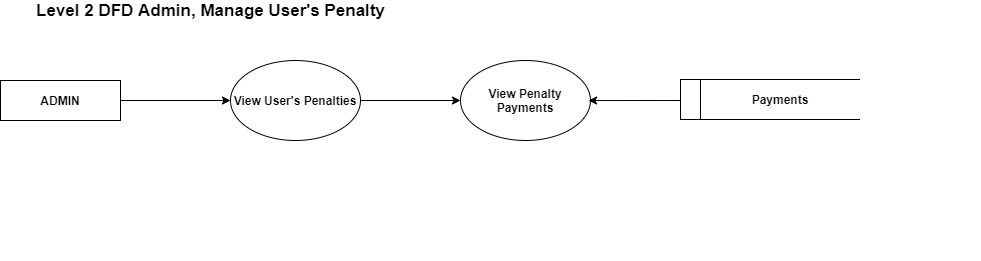 Level 2 DFD Admin, Manage User's Penalty
ADMIN
View User's Penalties
View Penalty
Payments
Payments